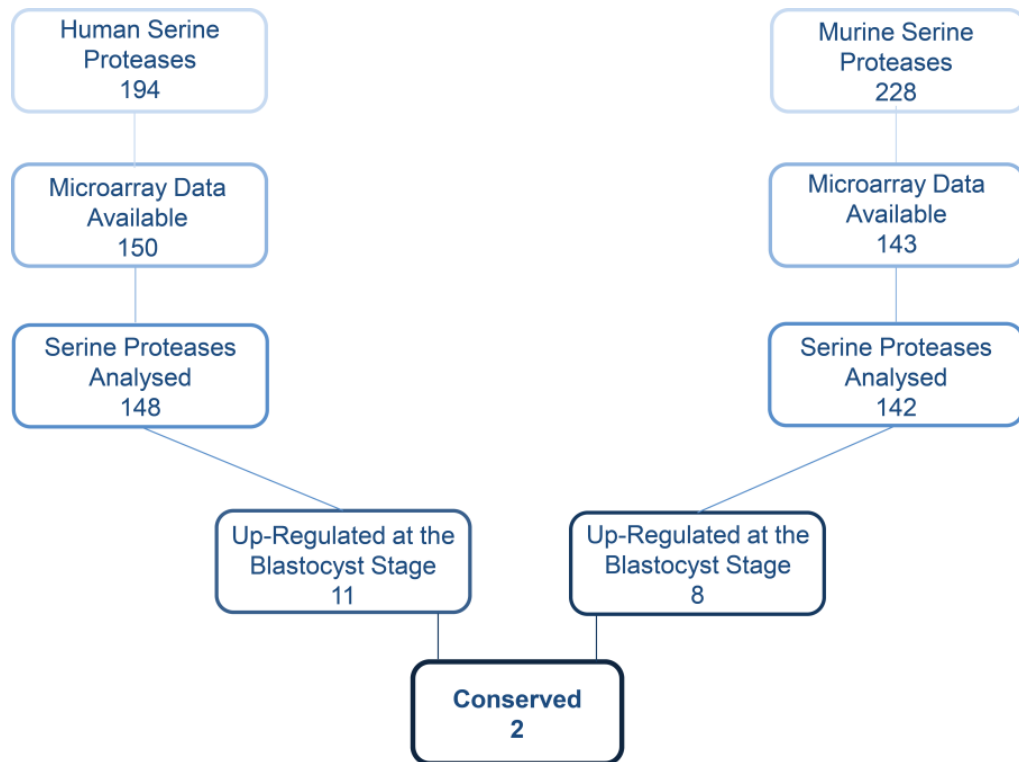 Human Serine
Proteases
194
Murine Serine
Proteases
228
Microarray Data
Available
150
Microarray Data
Available
143
Serine Proteases
Analysed
148
Serine Proteases
Analysed
142
Up-Regulated at the
Blastocyst Stage
11
Up-Regulated at the
Blastocyst Stage
8
Conserved
2